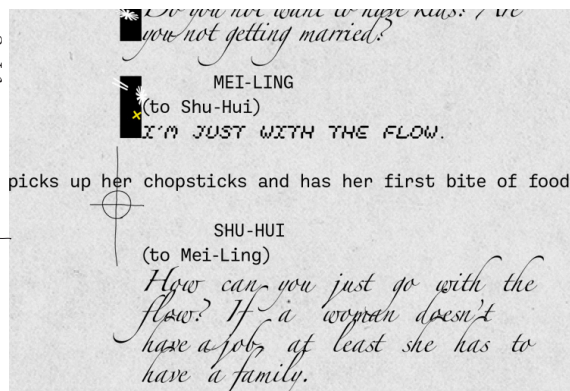 Do you not want to have kids? Are
you not getting married?
MEI-LING
(to Shu-Hui)
I'M JUST WITH THE FLOW.
picks up her chopsticks and has her first bite of food
SHU-HUI
(to Mei-Ling)
How can you just go with the
flow? If a woman doesn't
have a job, at least she has to
have a family.